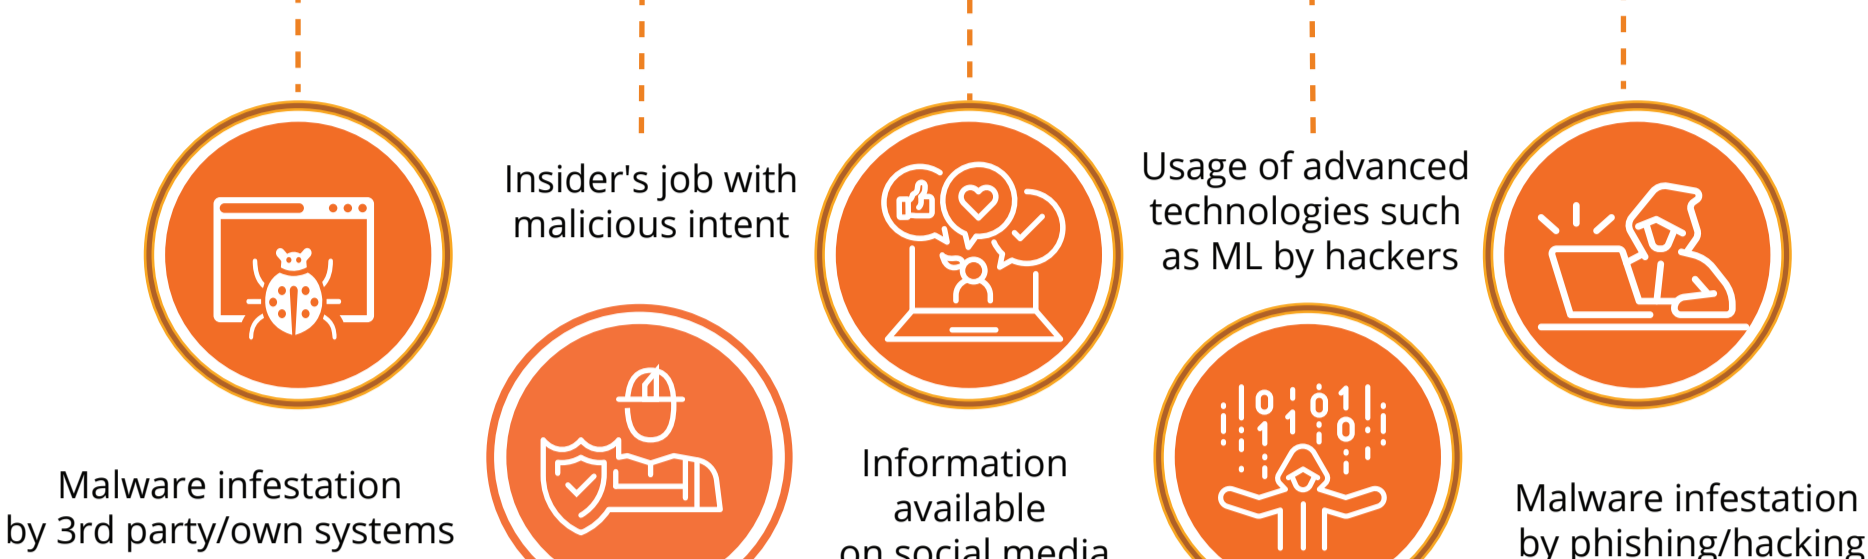 Malware infestation
by 3rd party/own systems
Insider's job with
malicious intent
Information
available
on social media
Usage of advanced
technologies such
as ML by hackers
Malware infestation
by phishing/hacking